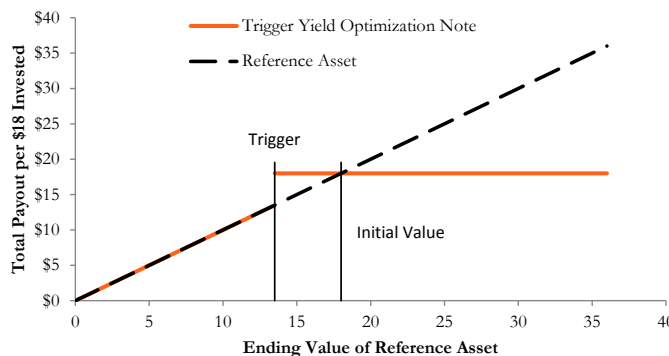 Trigger Yield Optimization Note
Reference Asset
Total Payout per $18 Invested
$40
$35
$30
$25
$20
$15
$10
$5
$0
Trigger
Initial Value
0 5 10 15 20 25 30 35 40
Ending Value of Reference Asset